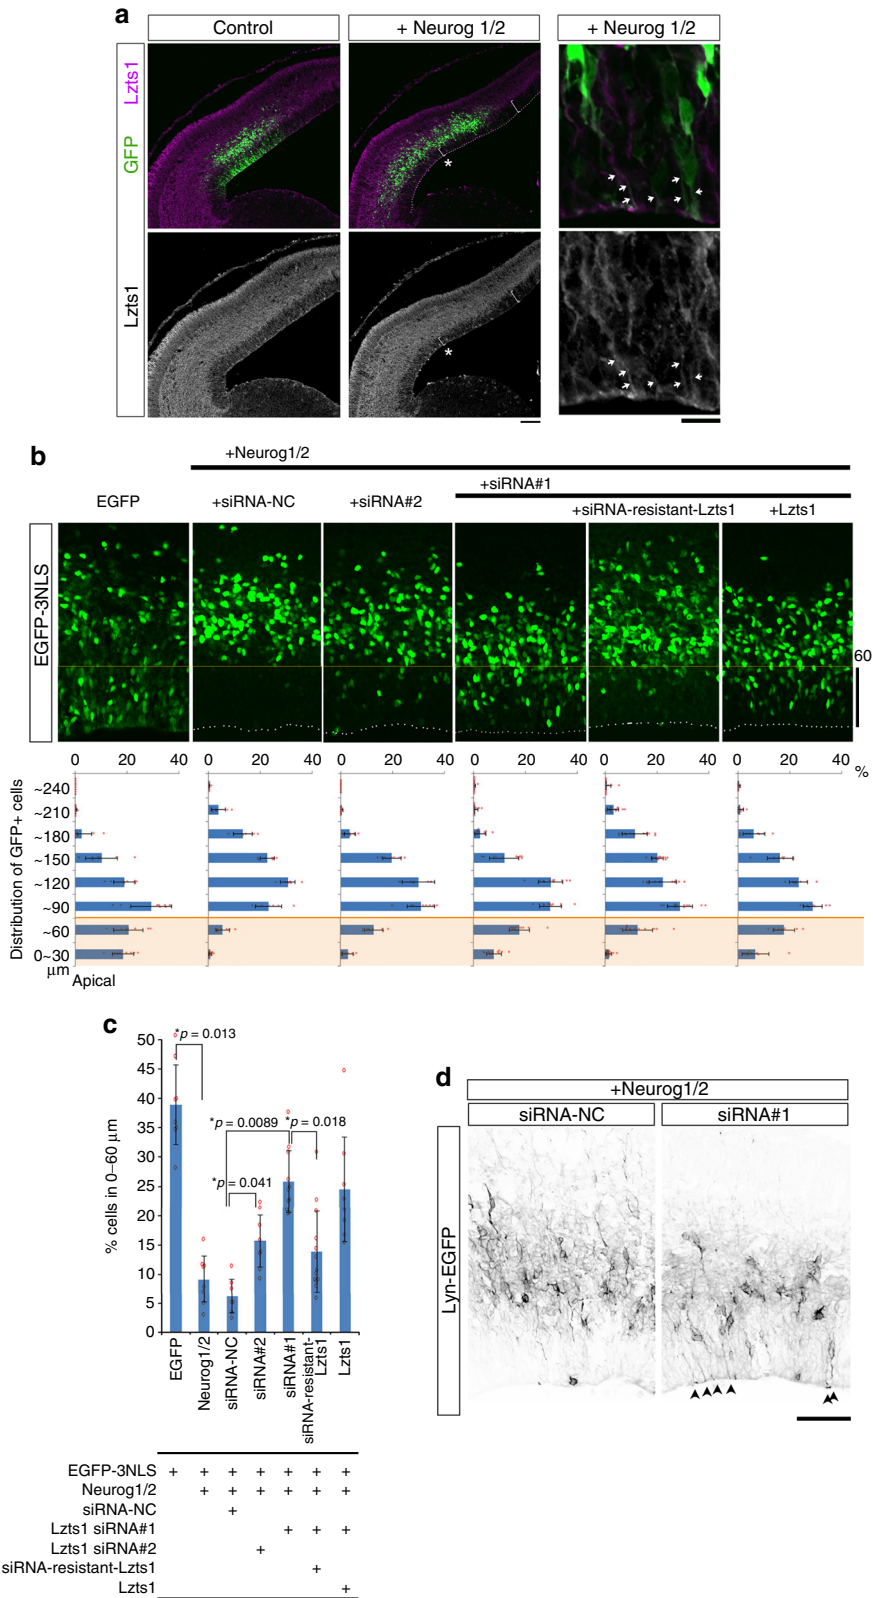 a
Control
+ Neurog 1/2
+ Neurog 1/2
GFP Lzts1
Lzts1
*
*
b
+Neurog1/2
+siRNA#1
EGFP
+siRNA-NC
+siRNA#2
+siRNA-resistant-Lzts1
+Lzts1
EGFP-3NLS
60
0 20 40 0 20 40 0 20 40 0 20 40 0 20 40 0 20 40
%
Distribution of GFP+ cells
~240
~210
~180
~150
~120
~90
~60
0~30
μm
Apical
c
% cells in 0–60 μm
50
45
40
35
30
25
20
15
10
5
0
*p = 0.013
*p = 0.0089
*p = 0.018
*p = 0.041
EGFP
Neurog1/2
siRNA-NC
siRNA#2
siRNA#1
siRNA-resistant-
Lzts1
Lzts1
EGFP-3NLS + + + + + + +
Neurog1/2 + + + + + +
siRNA-NC +
Lzts1 siRNA#1 + + +
Lzts1 siRNA#2 +
siRNA-resistant-Lzts1 +
Lzts1 +
d
+Neurog1/2
siRNA-NC
siRNA#1
Lyn-EGFP